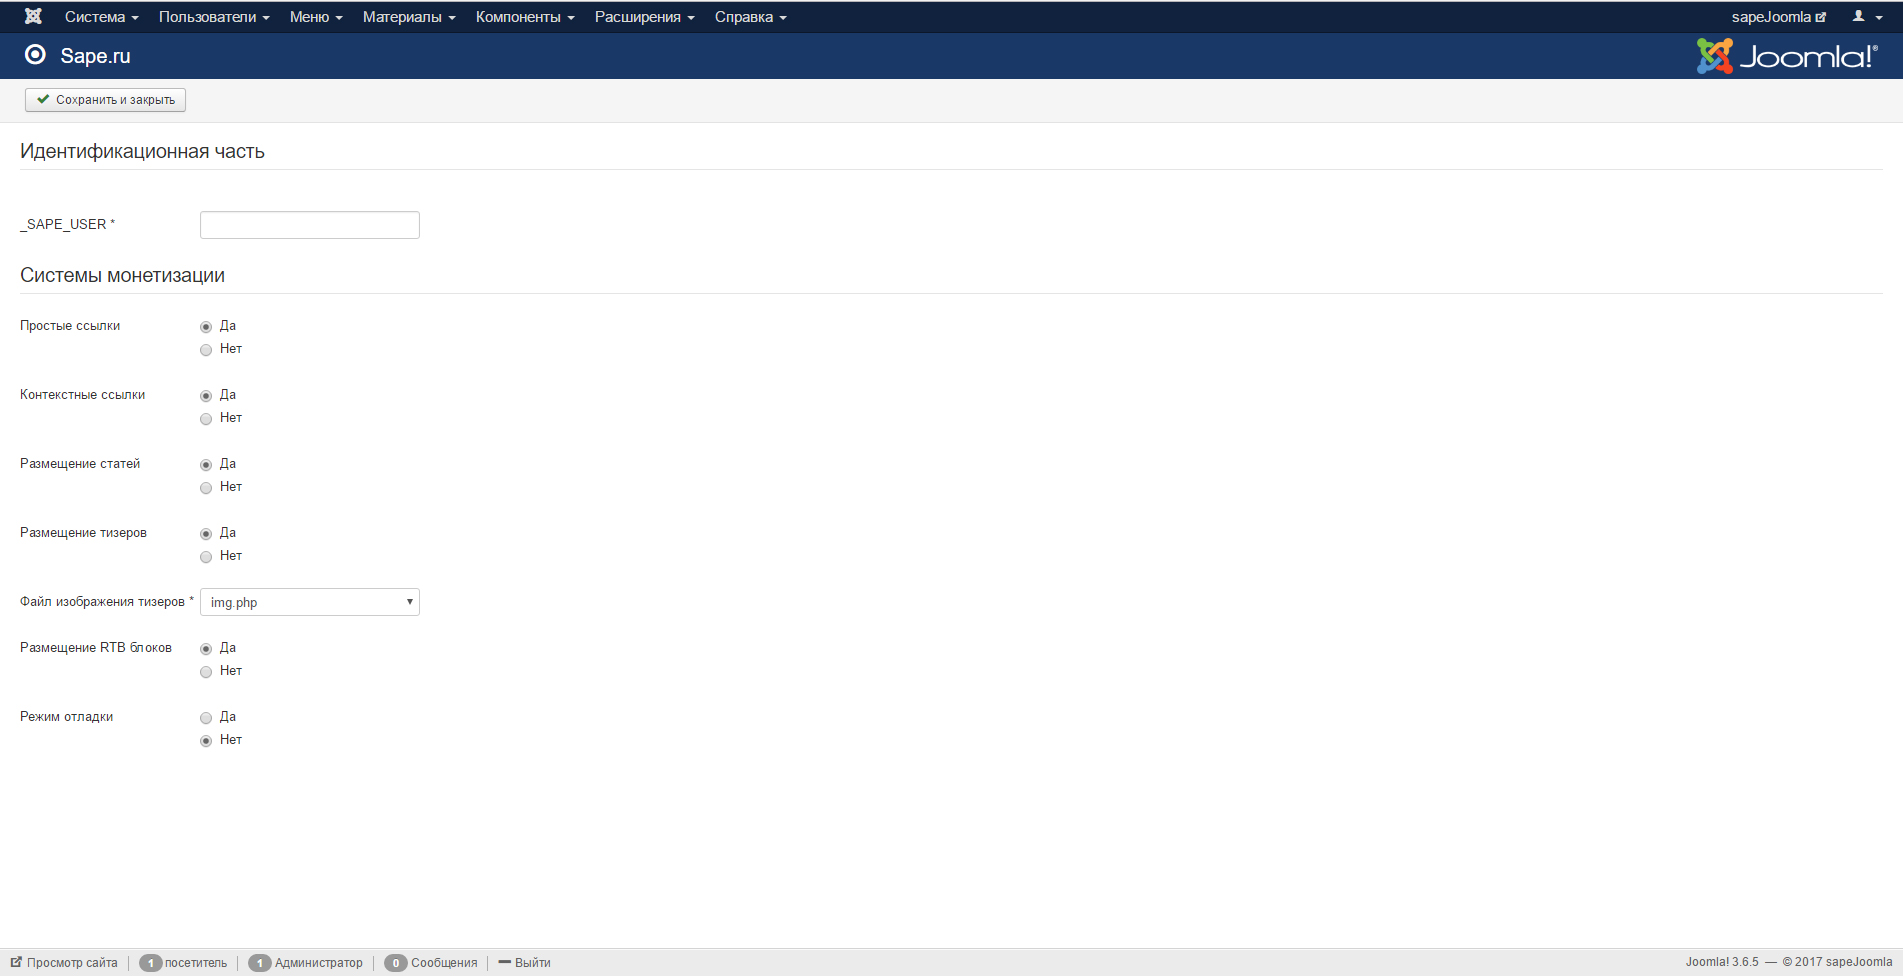 Система Пользователи Меню Материалы Компоненты Расширения Справка sapeJoomla
Sape.ru Joomla!®
Сохранить и закрыть
Идентификационная часть
_SAPE_USER *
Системы монетизации
Простые ссылки Да
Нет
Контекстные ссылки Да
Нет
Размещение статей Да
Нет
Размещение тизеров Да
Нет
Файл изображения тизеров * img.php
Размещение RTB блоков Да
Нет
Режим отладки Да
Нет
Просмотр сайта 1 посетитель 1 Администратор 0 Сообщения Выйти Joomla! 3.6.5 — © 2017 sapeJoomla